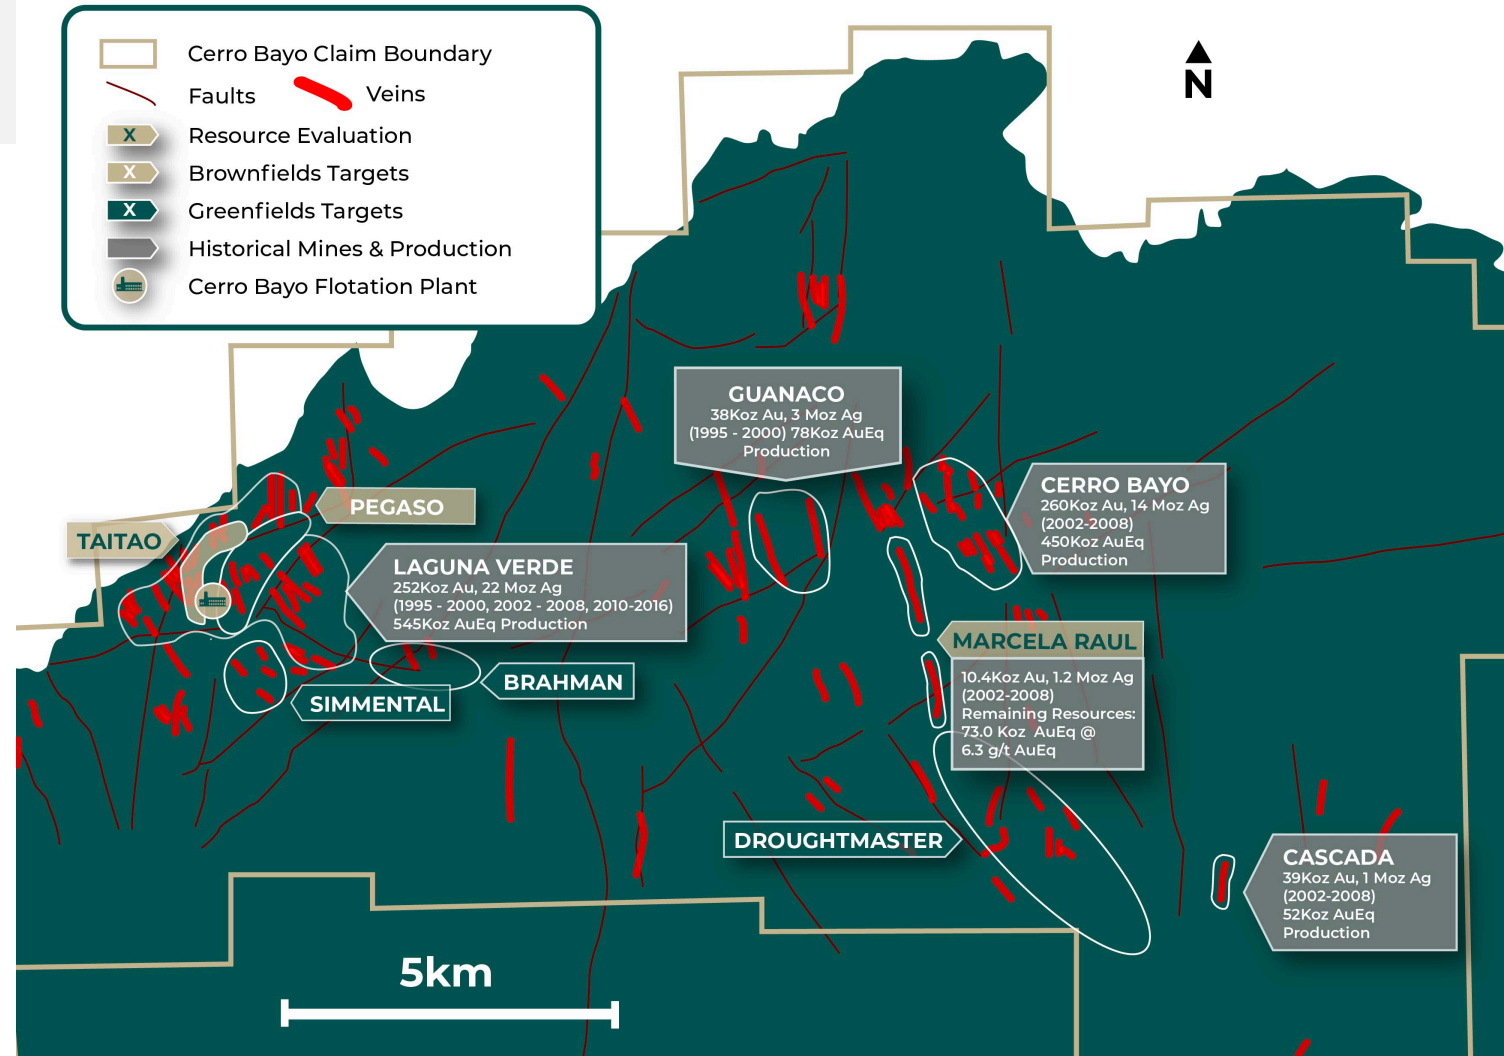 Cerro Bayo Claim Boundary
Faults
Veins
X Resource Evaluation
X Brownfields Targets
X Greenfields Targets
Historical Mines & Production
Cerro Bayo Flotation Plant
N
GUANACO
38Koz Au, 3 Moz Ag
(1995 - 2000) 78Koz AuEq
Production
CERRO BAYO
260Koz Au, 14 Moz Ag
(2002-2008)
450Koz AuEq
Production
PEGASO
TAITAO
LAGUNA VERDE
252Koz Au, 22 Moz Ag
(1995 - 2000, 2002 - 2008, 2010-2016)
545Koz AuEq Production
MARCELA RAUL
10.4Koz Au, 1.2 Moz Ag
(2002-2008)
Remaining Resources:
73.0 Koz AuEq @
6.3 g/t AuEq
BRAHMAN
SIMMENTAL
DROUGHTMASTER
CASCADA
39Koz Au, 1 Moz Ag
(2002-2008)
52Koz AuEq
Production
5km